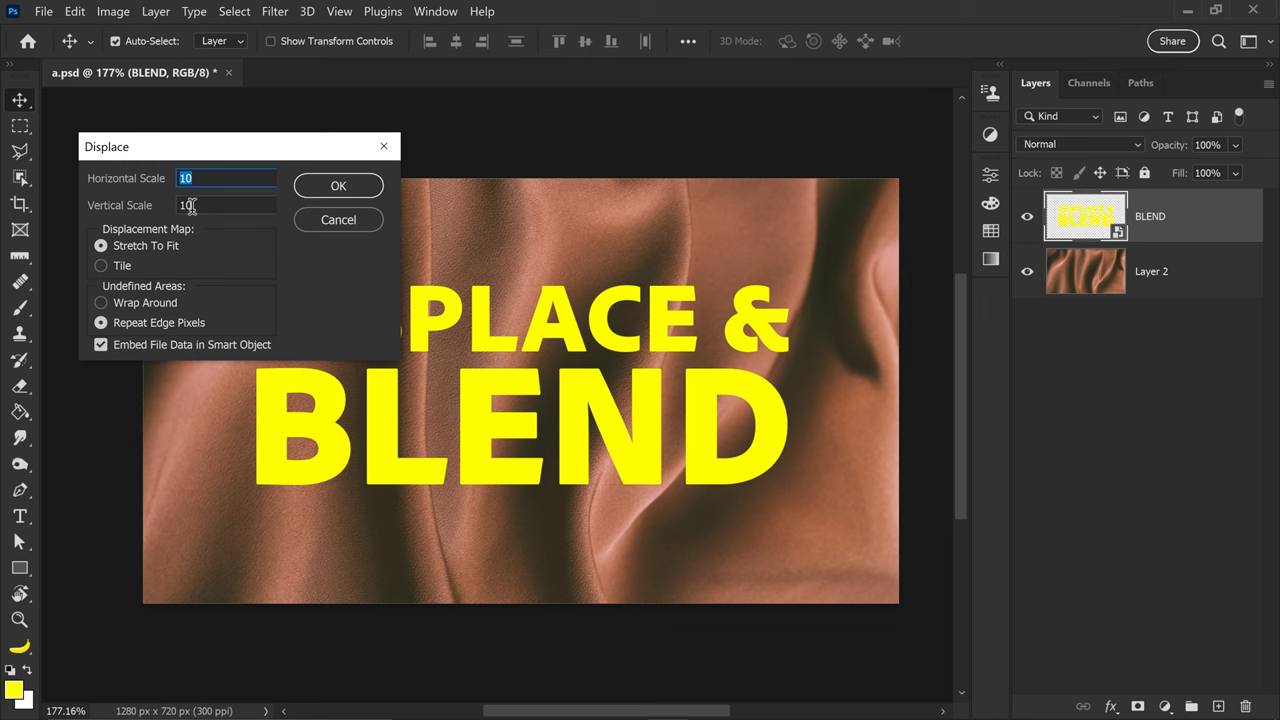 Ps File Edit Image Layer Type Select Filter 3D View Plugins Window Help
Auto-Select: Layer Show Transform Controls 3D Mode: Share
a.psd @ 177% (BLEND, RGB/8) *
Displace
Horizontal Scale 10 OK
Vertical Scale 10 Cancel
Displacement Map:
Stretch To Fit
Tile
Undefined Areas:
Wrap Around
Repeat Edge Pixels
Embed File Data in Smart Object
PLACE &
BLEND
Layers Channels Paths
Kind
Normal Opacity: 100%
Lock: Fill: 100%
DISPLACE &
BLEND
BLEND
Layer 2
177.16% 1280 px x 720 px (300 ppi)